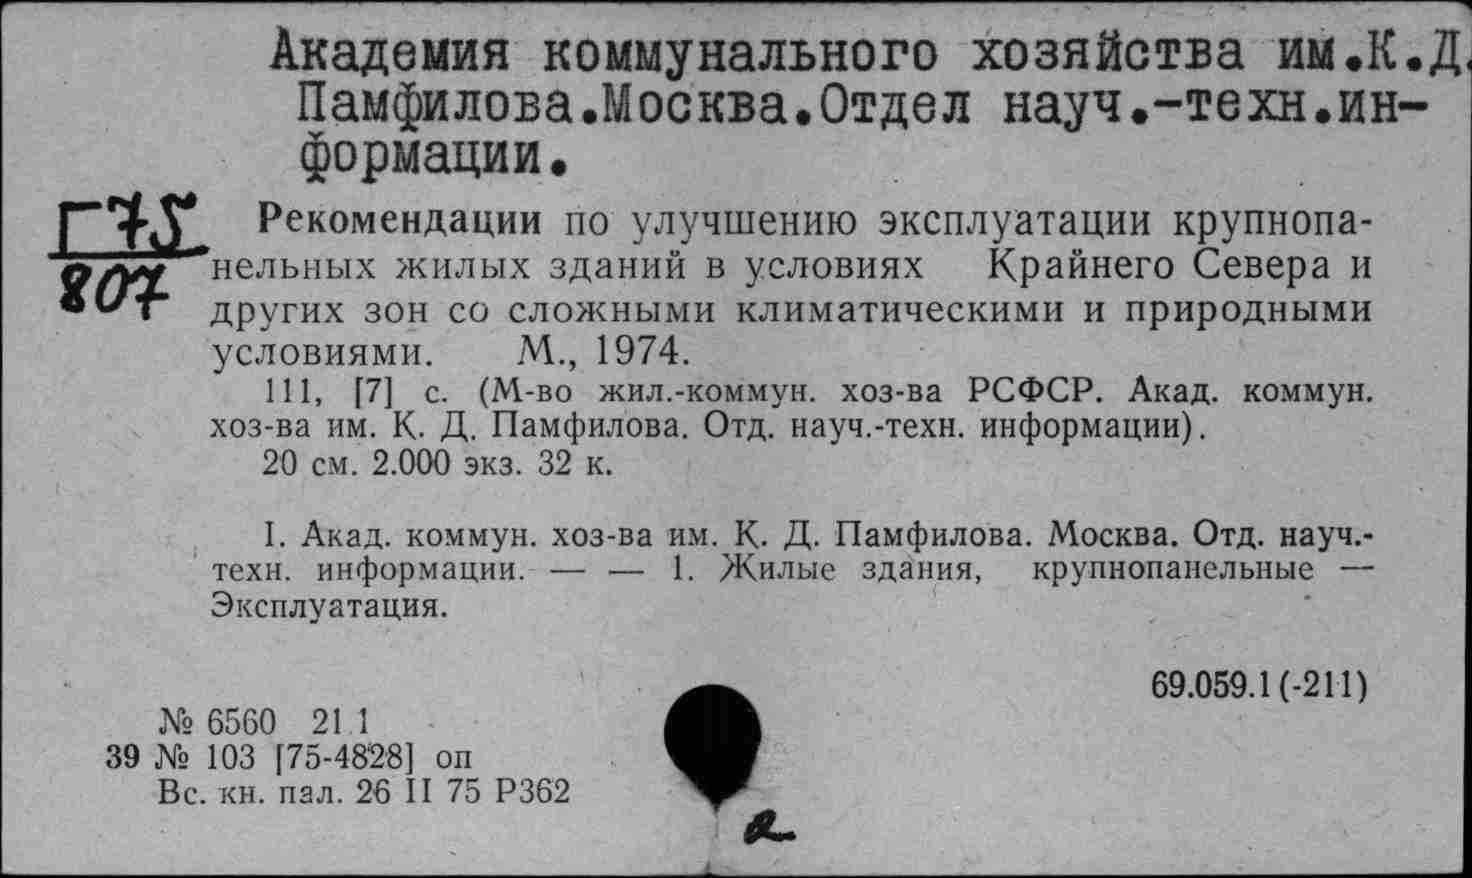 Академия коммунального хозяйства им.К.Д.
Памфилова.Москва.Отдел науч.-техн.ин-
формации.
Г75
807
Рекомендации по улучшению эксплуатации крупнопа-
нельных жилых зданий в условиях Крайнего Севера и
других зон со сложными климатическими и природными
условиями. М., 1974.
111, [7] с. (М-во жил.-коммун. хоз-ва РСФСР. Акад. коммун.
хоз-ва им. К. Д. Памфилова. Отд. науч.-техн. информации).
20 см. 2.000 экз. 32 к.
I. Акад. коммун. хоз-ва им. К. Д. Памфилова. Москва. Отд. науч.-
техн. информации. — — 1. Жилые здания, крупнопанельные —
Эксплуатация.
69.059.1(-211)
№ 6560 21.1
39 № 103 [75-4828] оп
Вс. кн. пал. 26 II 75 Р362